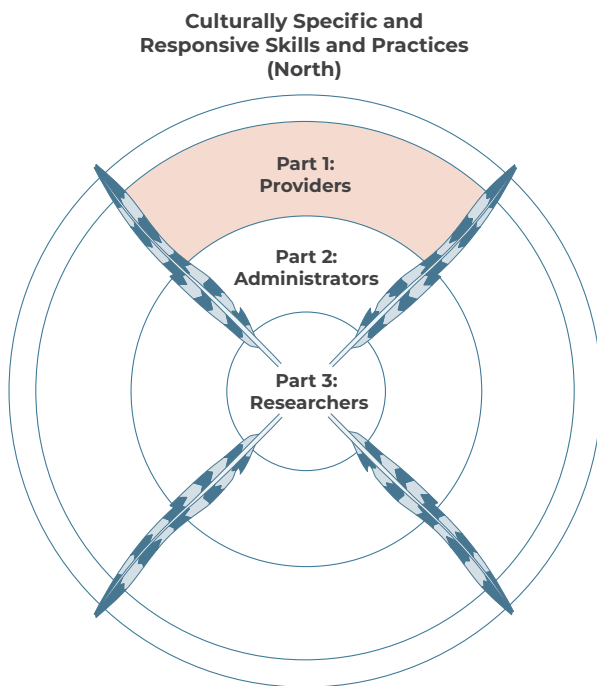 Culturally Specific and
Responsive Skills and Practices
(North)
Part 1:
Providers
Part 2:
Administrators
Part 3:
Researchers